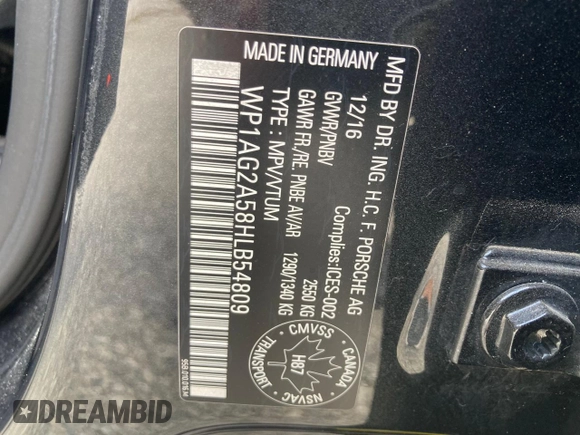 MFD BY DR. ING. H.C. F. PORSCHE AG
12/16 Complies:ICES-002
GVWR/PNBV 2550 KG
GAWR FR./RE. PNBE AV/AR 1290/1340 KG
TYPE : MPV/VTUM
WP1AG2A58HLB54809
MADE IN GERMANY
CMVSS
NSVAC
CANADA
TRANSPORT
H87
DREAMBID